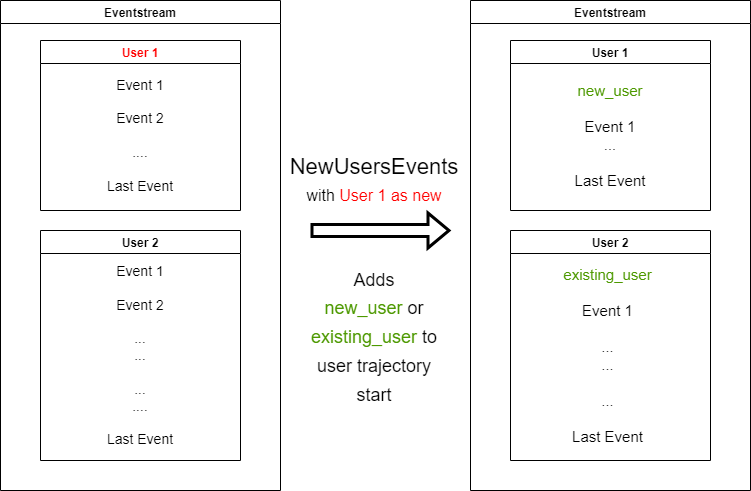 Eventstream
User 1
Event 1
Event 2
....
Last Event
User 2
Event 1
Event 2
...
...
...
....
Last Event
NewUsersEvents
with User 1 as new
Adds
new_user or
existing_user to
user trajectory
start
Eventstream
User 1
new_user
Event 1
...
Last Event
User 2
existing_user
Event 1
...
...
...
Last Event